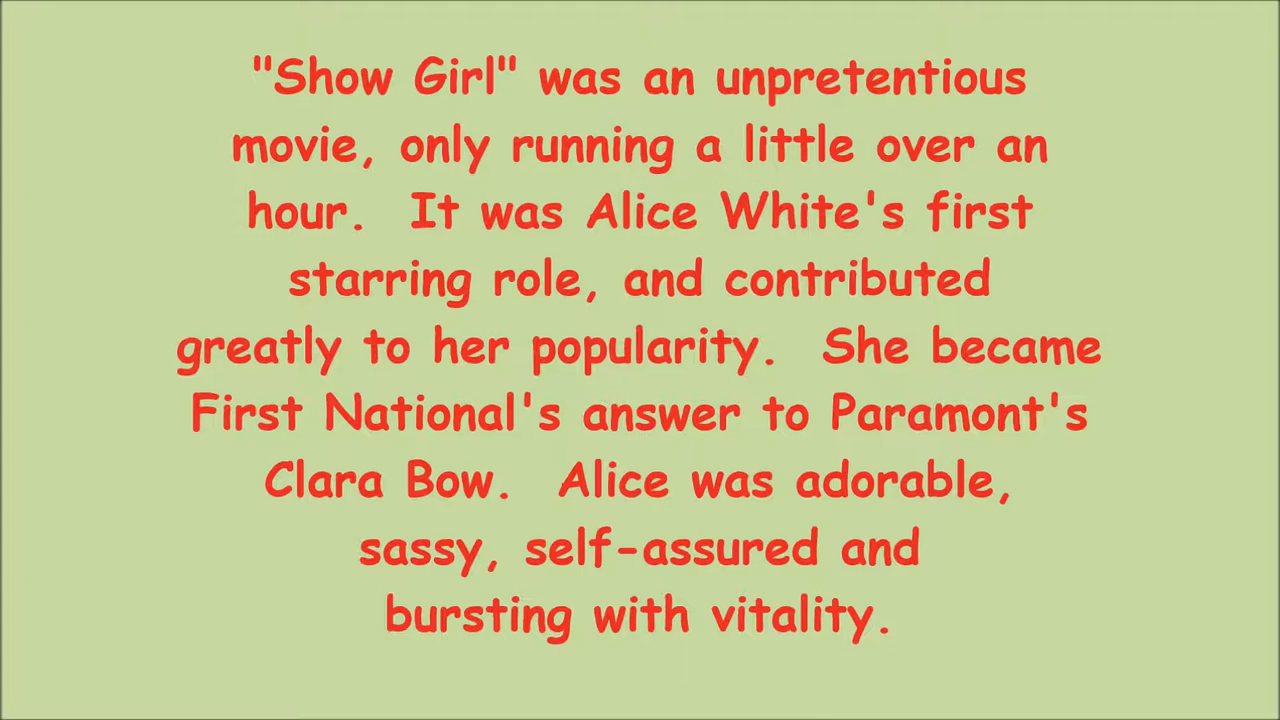 "Show Girl" was an unpretentious
movie, only running a little over an
hour.  It was Alice White's first
starring role, and contributed
greatly to her popularity.  She became
First National's answer to Paramont's
Clara Bow.  Alice was adorable,
sassy, self-assured and
bursting with vitality.